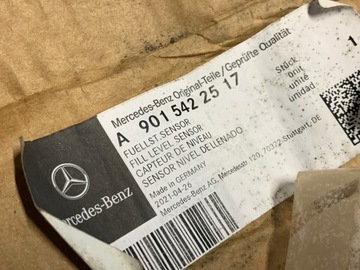 Mercedes-Benz Original-Teile/Geprüfte Qualität
A 901 542 25 17
Stück
unit
unité
unidad
1
FUELLST.SENSOR
FILL LEVEL SENSOR
CAPTEUR DE NIVEAU
SENSOR NIVEL DELLENADO
Made in GERMANY
2021-04-26
Mercedes-Benz AG, Mercedesstr. 120, 70372 Stuttgart, DE
ercedes-Benz